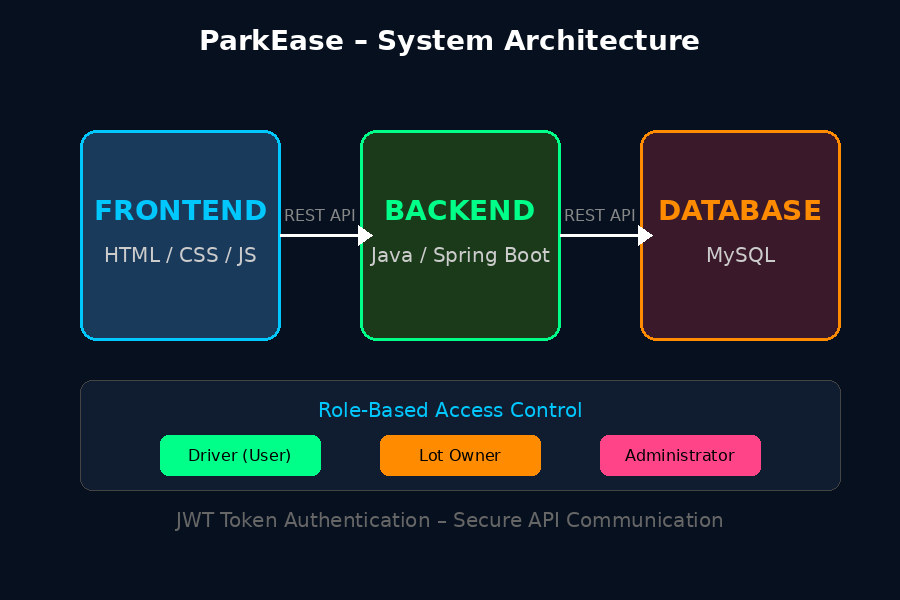 ParkEase – System Architecture
FRONTEND
HTML / CSS / JS
REST API
BACKEND
Java / Spring Boot
REST API
DATABASE
MySQL
Role-Based Access Control
Driver (User)
Lot Owner
Administrator
JWT Token Authentication – Secure API Communication